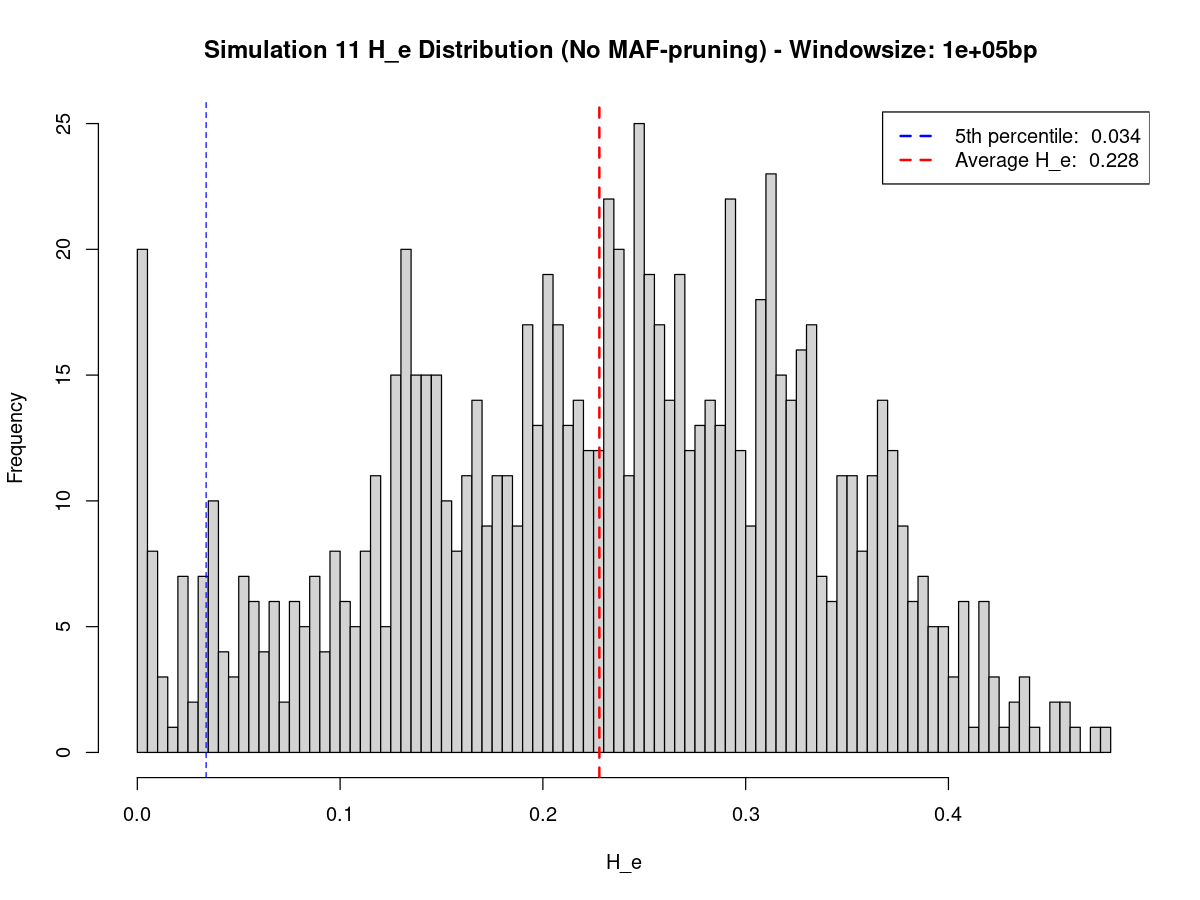 Simulation 11 H_e Distribution (No MAF-pruning) - Windowsize: 1e+05bp
5th percentile: 0.034
Average H_e: 0.228
Frequency
25
20
15
10
5
0
0.0 0.1 0.2 0.3 0.4
H_e